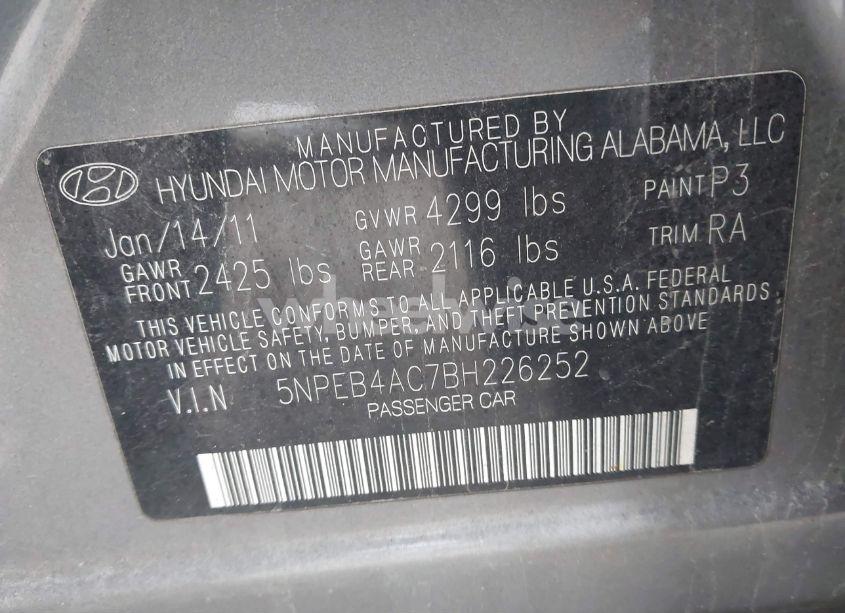 MANUFACTURED BY
HYUNDAI MOTOR MANUFACTURING ALABAMA, LLC
Jan/14/11 GVWR 4299 lbs PAINT P3
GAWR FRONT 2425 lbs GAWR REAR 2116 lbs TRIM RA
THIS VEHICLE CONFORMS TO ALL APPLICABLE U.S.A. FEDERAL
MOTOR VEHICLE SAFETY, BUMPER, AND THEFT PREVENTION STANDARDS
IN EFFECT ON THE DATE OF MANUFACTURE SHOWN ABOVE
V.I.N 5NPEB4AC7BH226252
PASSENGER CAR